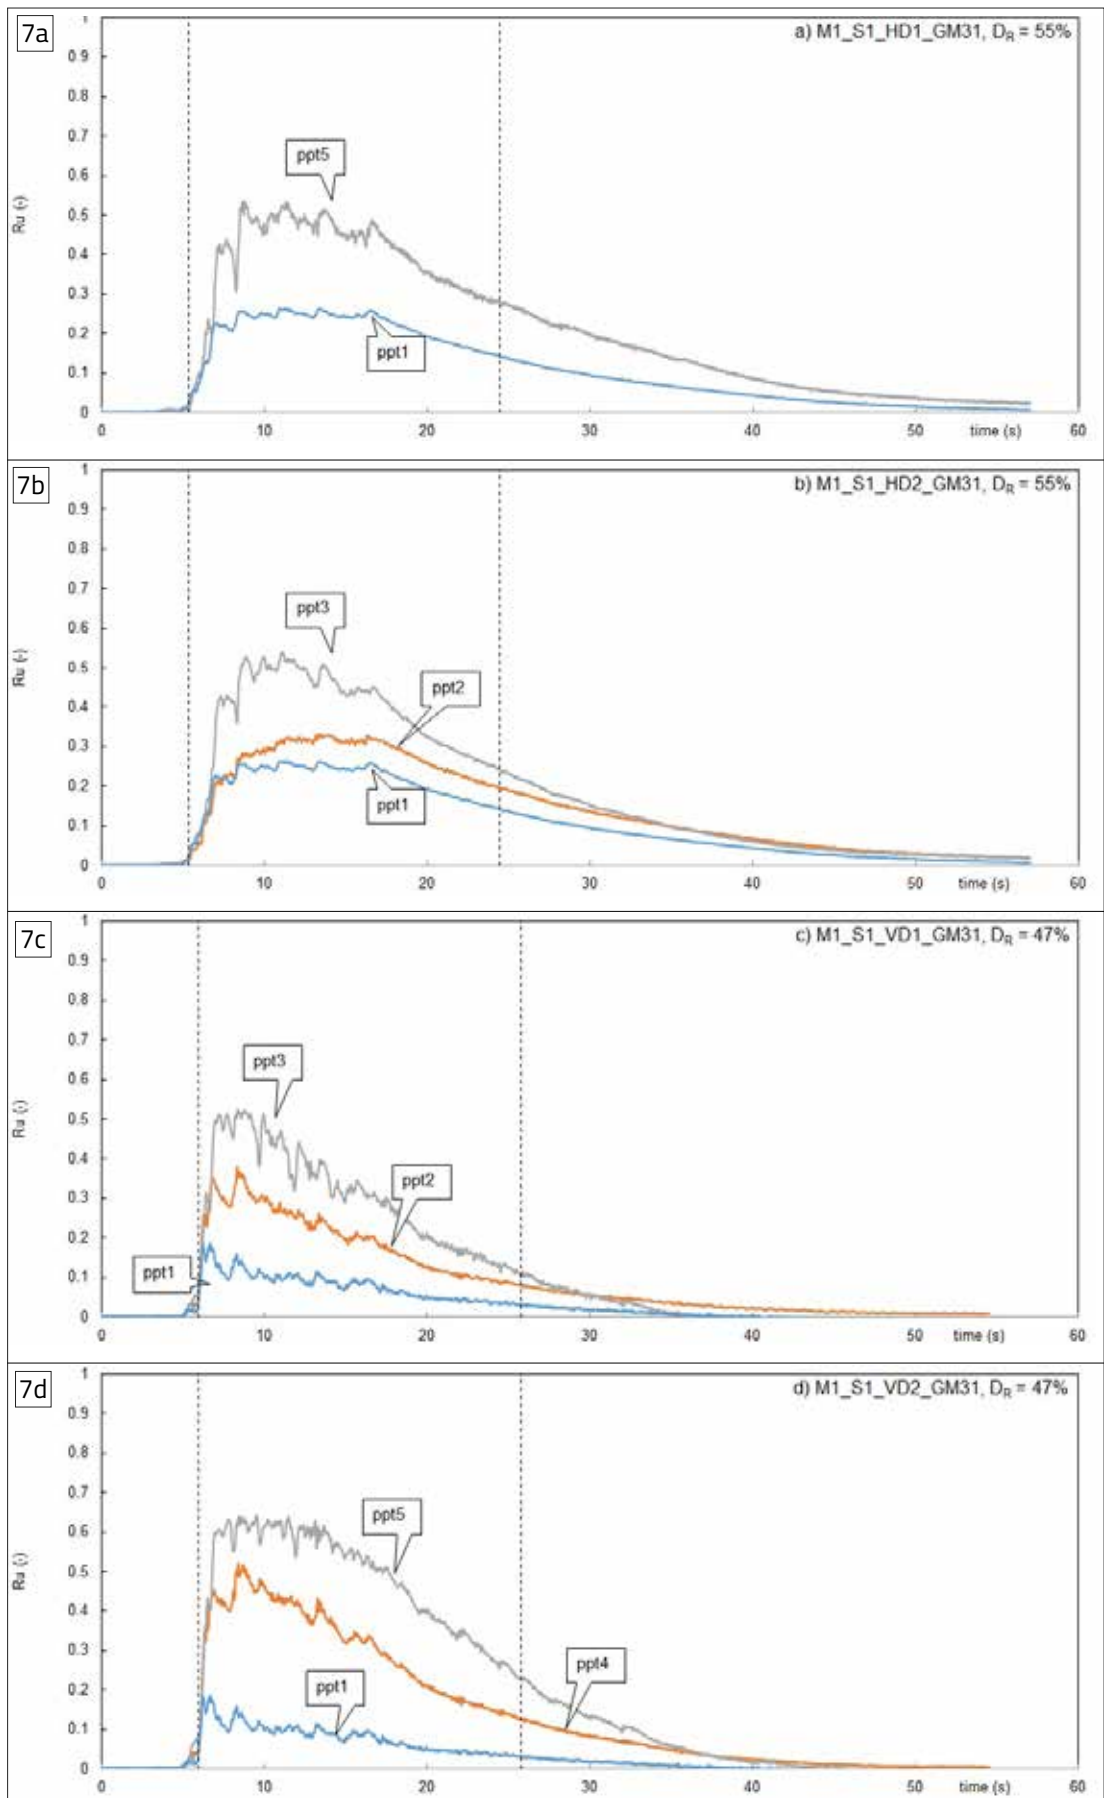 7a
a) M1_S1_HD1_GM31, D_R = 55%
1
0.9
0.8
0.7
0.6
0.5
0.4
0.3
0.2
0.1
0
Ru (-)
ppt5
ppt1
0 10 20 30 40 50 time (s) 60
7b
b) M1_S1_HD2_GM31, D_R = 55%
1
0.9
0.8
0.7
0.6
0.5
0.4
0.3
0.2
0.1
0
Ru (-)
ppt3
ppt2
ppt1
0 10 20 30 40 50 time (s) 60
7c
c) M1_S1_VD1_GM31, D_R = 47%
1
0.9
0.8
0.7
0.6
0.5
0.4
0.3
0.2
0.1
0
Ru (-)
ppt3
ppt2
ppt1
0 10 20 30 40 50 time (s) 60
7d
d) M1_S1_VD2_GM31, D_R = 47%
1
0.9
0.8
0.7
0.6
0.5
0.4
0.3
0.2
0.1
0
Ru (-)
ppt5
ppt4
ppt1
0 10 20 30 40 50 time (s) 60